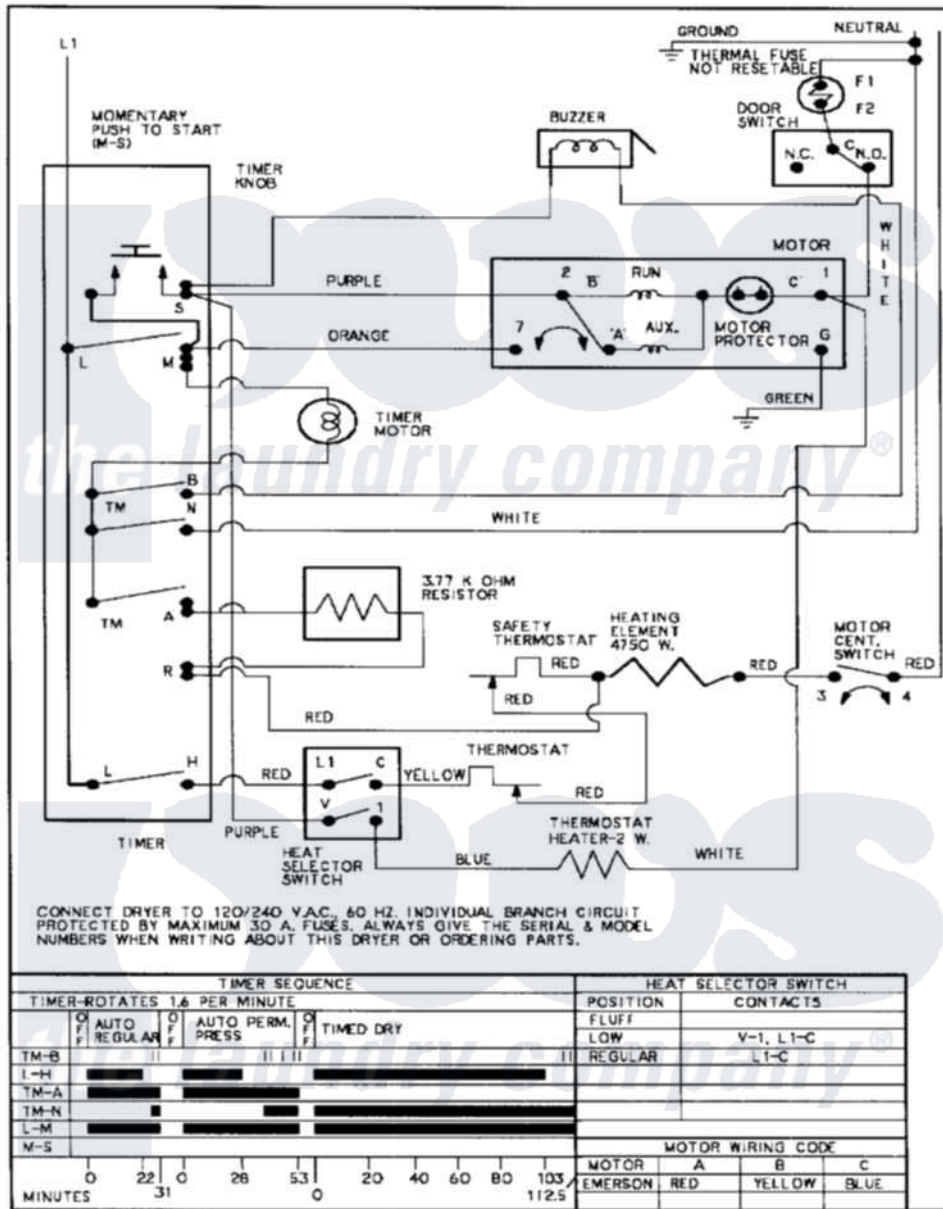 L1
GROUND
NEUTRAL
THERMAL FUSE
NOT RESETABLE
F1
F2
MOMENTARY
PUSH TO START
(M-S)
BUZZER
DOOR
SWITCH
TIMER
KNOB
N.C.
C
N.O.
WHITE
MOTOR
S
PURPLE
2
'B'
RUN
C'
1
L
M
ORANGE
7
'A'
AUX.
MOTOR
PROTECTOR
G
GREEN
TIMER
MOTOR
the laundry company®
TM
B
N
WHITE
TM
A
3.77 K OHM
RESISTOR
R
SAFETY
THERMOSTAT
HEATING
ELEMENT
4750 W.
MOTOR
CENT.
SWITCH
RED
RED
RED
3
4
RED
RED
L
H
RED
L1
C
YELLOW
THERMOSTAT
RED
V
1
TIMER
PURPLE
HEAT
SELECTOR
SWITCH
BLUE
THERMOSTAT
HEATER-2 W.
WHITE
CONNECT DRYER TO 120/240 V.A.C., 60 HZ. INDIVIDUAL BRANCH CIRCUIT
PROTECTED BY MAXIMUM 30 A. FUSES. ALWAYS GIVE THE SERIAL & MODEL
NUMBERS WHEN WRITING ABOUT THIS DRYER OR ORDERING PARTS.
TIMER SEQUENCE
TIMER-ROTATES 1.6 PER MINUTE
OFF
AUTO REGULAR
OFF
AUTO PERM. PRESS
OFF
TIMED DRY
TM-B
L-H
TM-A
TM-N
L-M
M-S
MINUTES
0 22 31 0 28 53 0 20 40 60 80 103 112.5
HEAT SELECTOR SWITCH
POSITION CONTACTS
FLUFF
LOW V-1, L1-C
REGULAR L1-C
the laundry company®
MOTOR WIRING CODE
MOTOR A B C
EMERSON RED YELLOW BLUE